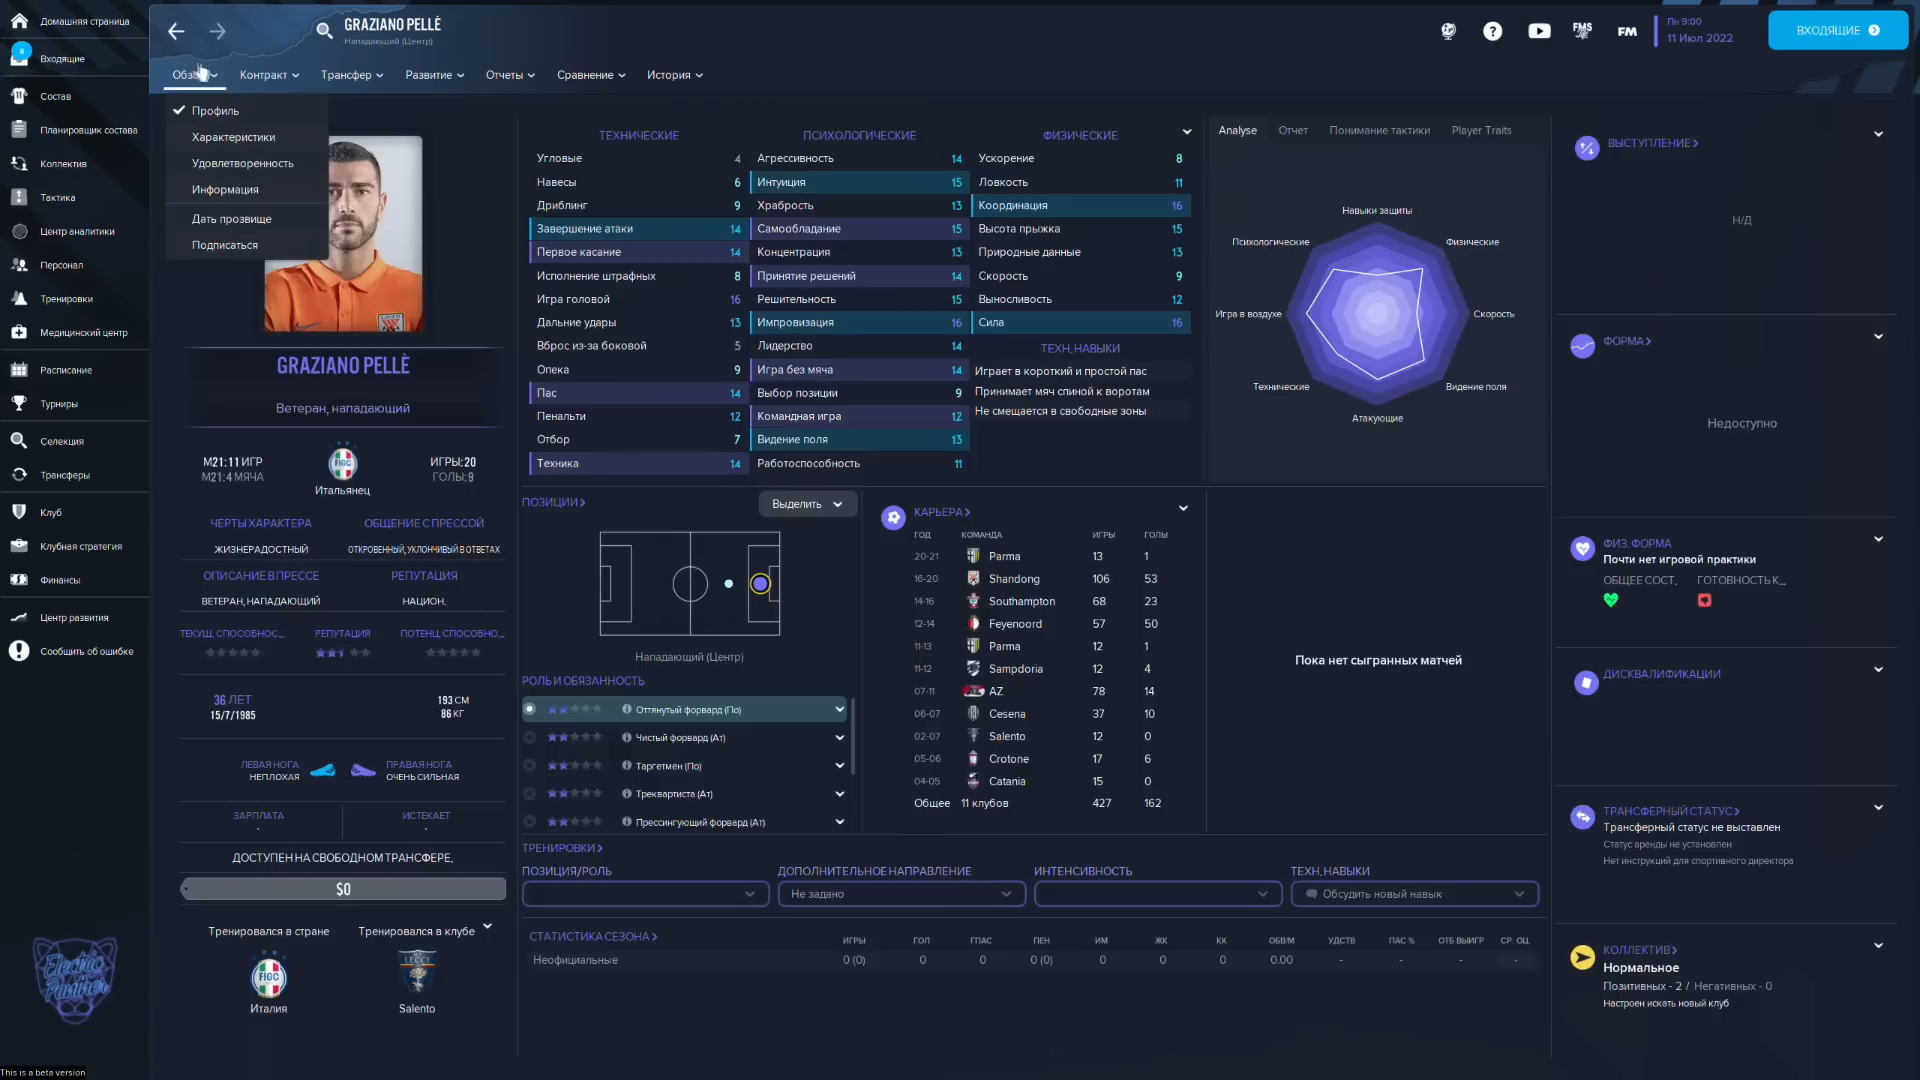 Домашняя страница
8
Входящие
Состав
Планировщик состава
Коллектив
Тактика
Центр аналитики
Персонал
Тренировки
Медицинский центр
Расписание
Турниры
Селекция
Трансферы
Клуб
Клубная стратегия
Финансы
Центр развития
Сообщить об ошибке
Electric Panther
This is a beta version
GRAZIANO PELLÈ
Нападающий (Центр)
FMS
FM
Пн 9:00
11 Июл 2022
ВХОДЯЩИЕ
Контракт Трансфер Развитие Отчеты Сравнение История
Профиль
Характеристики
Удовлетворенность
Информация
Дать прозвище
Подписаться
GRAZIANO PELLÈ
Ветеран, нападающий
М21: 11 ИГР
М21: 4 МЯЧА
FIGC
Итальянец
ИГРЫ: 20
ГОЛЫ: 9
ЧЕРТЫ ХАРАКТЕРА ОБЩЕНИЕ С ПРЕССОЙ
ЖИЗНЕРАДОСТНЫЙ ОТКРОВЕННЫЙ, УКЛОНЧИВЫЙ В ОТВЕТАХ
ОПИСАНИЕ В ПРЕССЕ РЕПУТАЦИЯ
ВЕТЕРАН, НАПАДАЮЩИЙ НАЦИОН.
ТЕКУЩ. СПОСОБНОС... РЕПУТАЦИЯ ПОТЕНЦ. СПОСОБНО...
36 ЛЕТ 193 СМ
15/7/1985 86 КГ
ЛЕВАЯ НОГА ПРАВАЯ НОГА
НЕПЛОХАЯ ОЧЕНЬ СИЛЬНАЯ
ЗАРПЛАТА ИСТЕКАЕТ
- -
ДОСТУПЕН НА СВОБОДНОМ ТРАНСФЕРЕ.
$0
Тренировался в стране Тренировался в клубе
FIGC LECCE
Италия Salento
ТЕХНИЧЕСКИЕ
Угловые 4
Навесы 6
Дриблинг 9
Завершение атаки 14
Первое касание 14
Исполнение штрафных 8
Игра головой 16
Дальние удары 13
Вброс из-за боковой 5
Опека 9
Пас 14
Пенальти 12
Отбор 7
Техника 14
ПСИХОЛОГИЧЕСКИЕ
Агрессивность 14
Интуиция 15
Храбрость 13
Самообладание 15
Концентрация 13
Принятие решений 14
Решительность 15
Импровизация 16
Лидерство 14
Игра без мяча 14
Выбор позиции 9
Командная игра 12
Видение поля 13
Работоспособность 11
ФИЗИЧЕСКИЕ
Ускорение 8
Ловкость 11
Координация 16
Высота прыжка 15
Природные данные 13
Скорость 9
Выносливость 12
Сила 16
ТЕХН. НАВЫКИ
Играет в короткий и простой пас
Принимает мяч спиной к воротам
Не смещается в свободные зоны
Analyse Отчет Понимание тактики Player Traits
Навыки защиты
Психологические Физические
Игра в воздухе Скорость
Технические Видение поля
Атакующие
ПОЗИЦИИ >
Выделить
Нападающий (Центр)
РОЛЬ И ОБЯЗАННОСТЬ
Оттянутый форвард (По)
Чистый форвард (Ат)
Таргетмен (По)
Треквартиста (Ат)
Прессингующий форвард (Ат)
КАРЬЕРА >
ГОД КОМАНДА ИГРЫ ГОЛЫ
20-21 Parma 13 1
16-20 Shandong 106 53
14-16 Southampton 68 23
12-14 Feyenoord 57 50
11-13 Parma 12 1
11-12 Sampdoria 12 4
07-11 AZ 78 14
06-07 Cesena 37 10
02-07 Salento 12 0
05-06 Crotone 17 6
04-05 Catania 15 0
Общее 11 клубов 427 162
Пока нет сыгранных матчей
ТРЕНИРОВКИ >
ПОЗИЦИЯ/РОЛЬ ДОПОЛНИТЕЛЬНОЕ НАПРАВЛЕНИЕ ИНТЕНСИВНОСТЬ ТЕХН. НАВЫКИ
Не задано Обсудить новый навык
СТАТИСТИКА СЕЗОНА > ИГРЫ ГОЛ ГПАС ПЕН ИМ ЖК КК ОБВ/М УДСТВ ПАС % ОТБ ВЫИГР СР. ОЦ
Неофициальные 0 (0) 0 0 0 (0) 0 0 0 0.00 - - - -
ВЫСТУПЛЕНИЕ >
Н/Д
ФОРМА >
Недоступно
ФИЗ. ФОРМА
Почти нет игровой практики
ОБЩЕЕ СОСТ. ГОТОВНОСТЬ К...
ДИСКВАЛИФИКАЦИИ
ТРАНСФЕРНЫЙ СТАТУС >
Трансферный статус не выставлен
Статус аренды не установлен
Нет инструкций для спортивного директора
КОЛЛЕКТИВ >
Нормальное
Позитивных - 2 / Негативных - 0
Настроен искать новый клуб